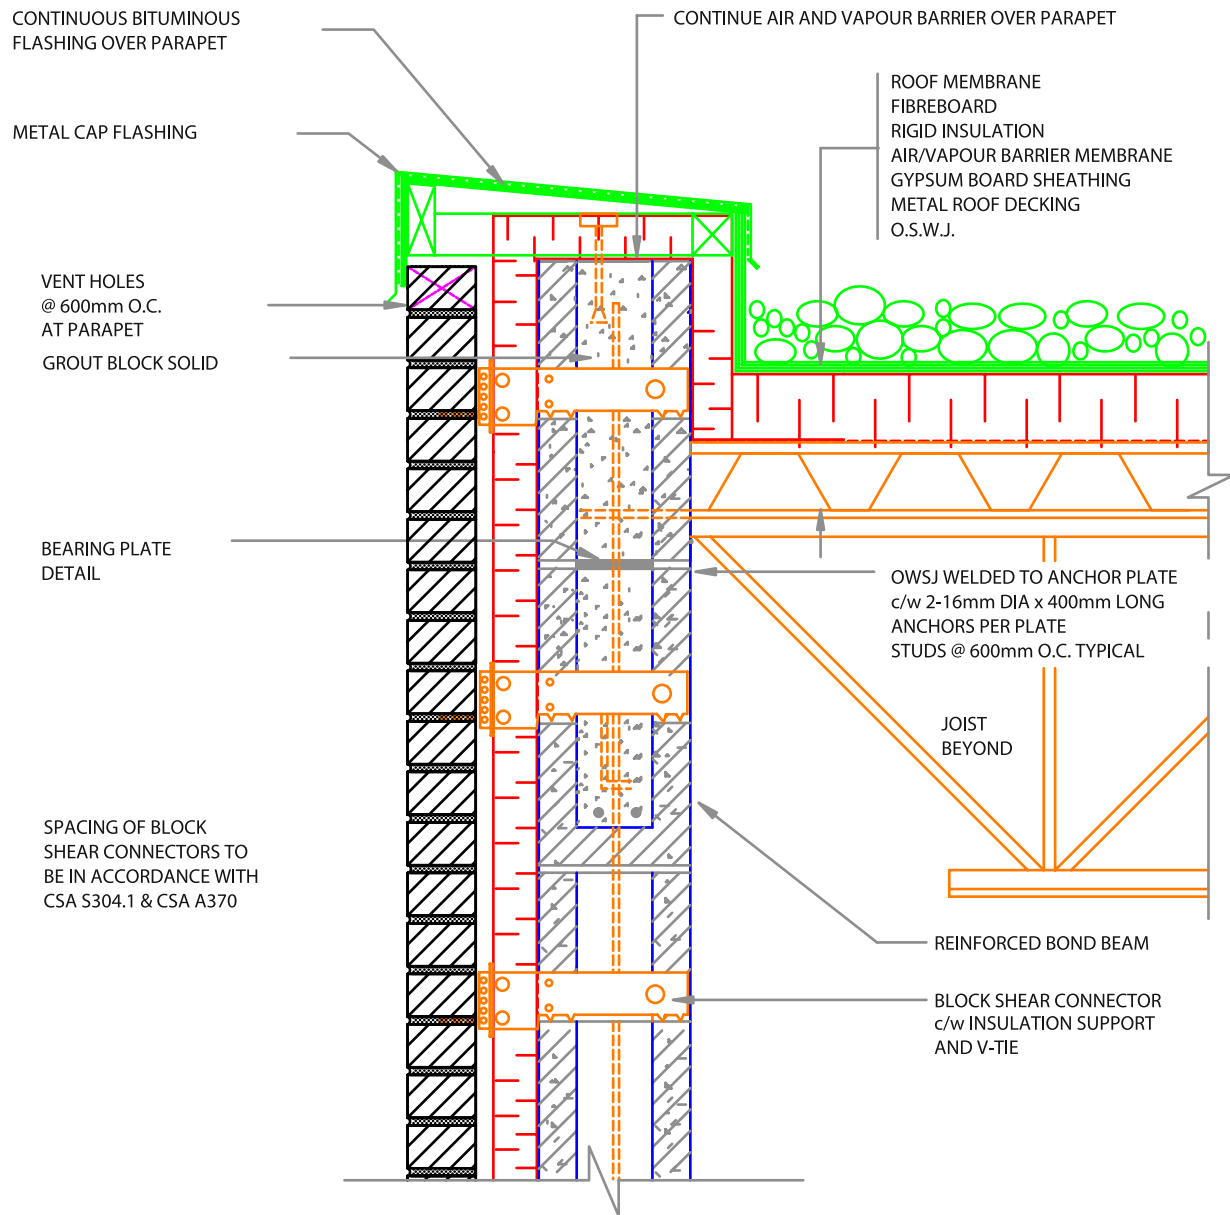 CONTINUOUS BITUMINOUS
FLASHING OVER PARAPET
CONTINUE AIR AND VAPOUR BARRIER OVER PARAPET
METAL CAP FLASHING
ROOF MEMBRANE
FIBREBOARD
RIGID INSULATION
AIR/VAPOUR BARRIER MEMBRANE
GYPSUM BOARD SHEATHING
METAL ROOF DECKING
O.S.W.J.
VENT HOLES
@ 600mm O.C.
AT PARAPET
GROUT BLOCK SOLID
BEARING PLATE
DETAIL
OWSJ WELDED TO ANCHOR PLATE
c/w 2-16mm DIA x 400mm LONG
ANCHORS PER PLATE
STUDS @ 600mm O.C. TYPICAL
JOIST
BEYOND
SPACING OF BLOCK
SHEAR CONNECTORS TO
BE IN ACCORDANCE WITH
CSA S304.1 & CSA A370
REINFORCED BOND BEAM
BLOCK SHEAR CONNECTOR
c/w INSULATION SUPPORT
AND V-TIE